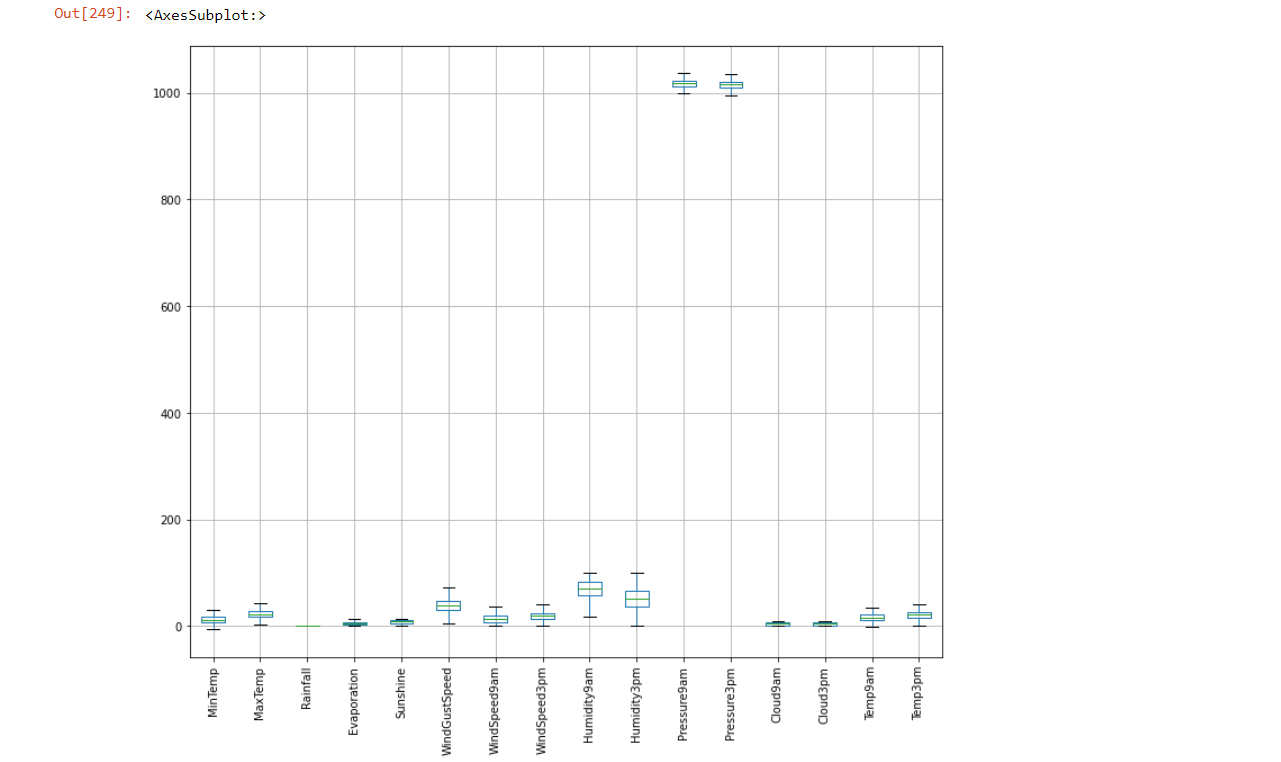 Out[249]: <AxesSubplot:>
1000
800
600
400
200
0
MinTemp
MaxTemp
Rainfall
Evaporation
Sunshine
WindGustSpeed
WindSpeed9am
WindSpeed3pm
Humidity9am
Humidity3pm
Pressure9am
Pressure3pm
Cloud9am
Cloud3pm
Temp9am
Temp3pm